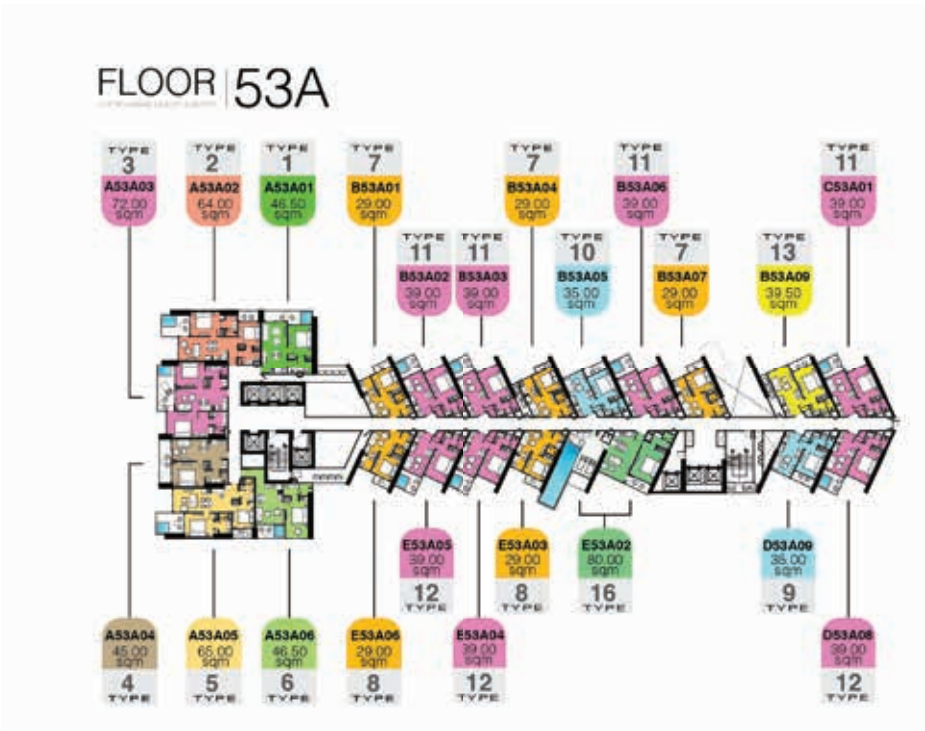 FLOOR 53A
TYPE
3
A53A03
72.00
sqm
TYPE
2
A53A02
64.00
sqm
TYPE
1
A53A01
46.50
sqm
TYPE
7
B53A01
29.00
sqm
TYPE
7
B53A04
29.00
sqm
TYPE
11
B53A06
39.00
sqm
TYPE
11
C53A01
39.00
sqm
TYPE
11
B53A02
39.00
sqm
TYPE
11
B53A03
39.00
sqm
TYPE
10
B53A05
35.00
sqm
TYPE
7
B53A07
29.00
sqm
TYPE
13
B53A09
39.50
sqm
E53A05
39.00
sqm
12
TYPE
E53A03
29.00
sqm
8
TYPE
E53A02
80.00
sqm
16
TYPE
D53A09
35.00
sqm
9
TYPE
A53A04
45.00
sqm
4
TYPE
A53A05
65.00
sqm
5
TYPE
A53A06
46.50
sqm
6
TYPE
E53A06
29.00
sqm
8
TYPE
E53A04
39.00
sqm
12
TYPE
D53A08
39.00
sqm
12
TYPE